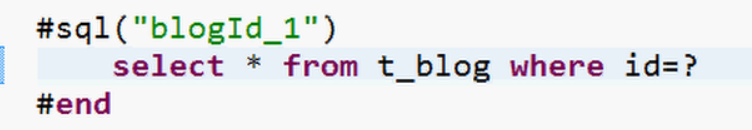 #sql("blogId_1")
    select * from t_blog where id=?
#end